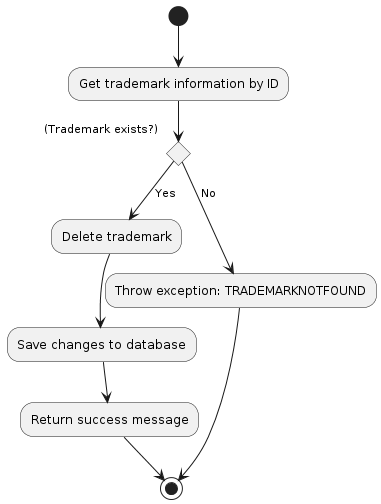 Get trademark information by ID
(Trademark exists?)
Yes
No
Delete trademark
Throw exception: TRADEMARKNOTFOUND
Save changes to database
Return success message